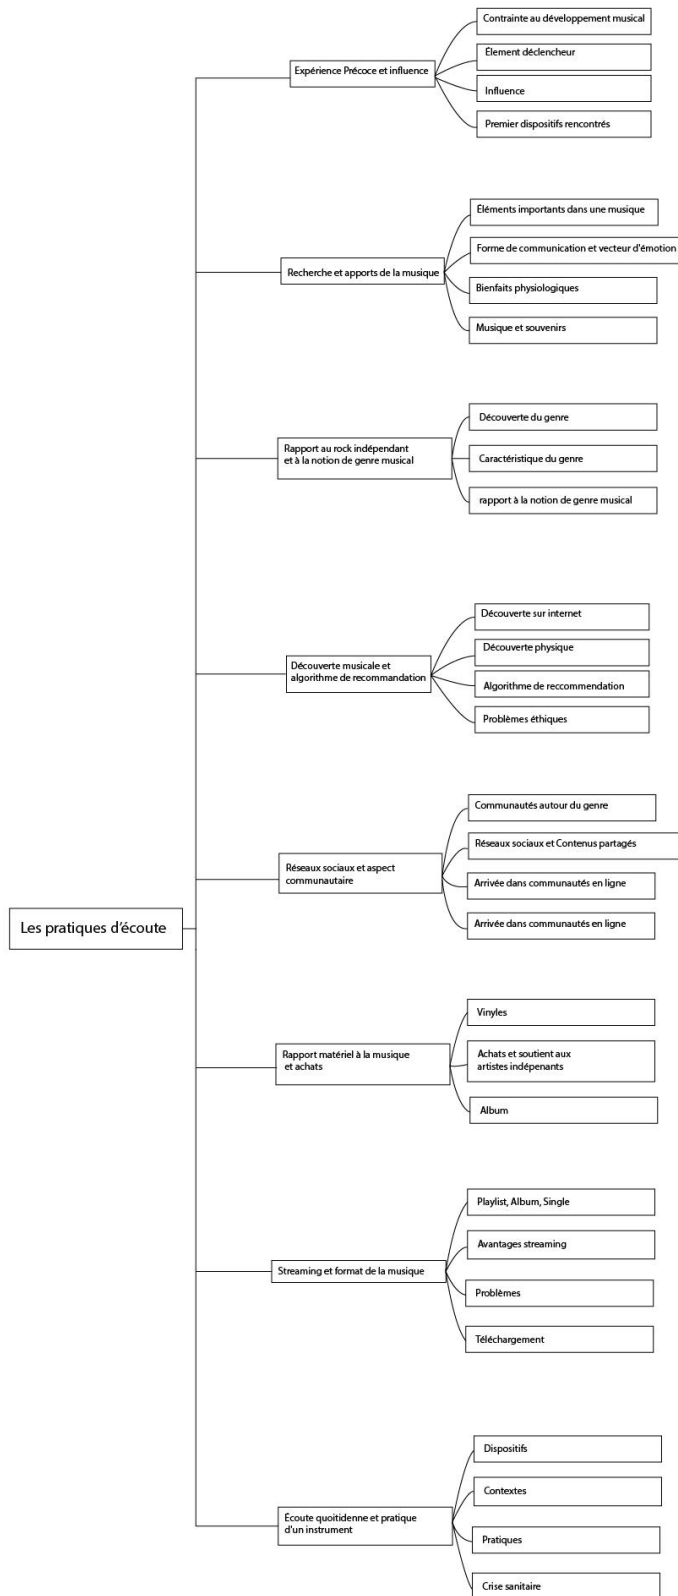 Contrainte au développement musical
Élement déclencheur
Expérience Précoce et influence
Influence
Premier dispositifs rencontrés
Éléments importants dans une musique
Forme de communication et vecteur d'émotion
Recherche et apports de la musique
Bienfaits physiologiques
Musique et souvenirs
Découverte du genre
Rapport au rock indépendant
et à la notion de genre musical
Caractéristique du genre
rapport à la notion de genre musical
Découverte sur internet
Découverte physique
Découverte musicale et
algorithme de recommandation
Algorithme de reccommendation
Problèmes éthiques
Communautés autour du genre
Réseaux sociaux et Contenus partagés
Réseaux sociaux et aspect
communautaire
Arrivée dans communautés en ligne
Arrivée dans communautés en ligne
Les pratiques d'écoute
Vinyles
Rapport matériel à la musique
et achats
Achats et soutient aux
artistes indépenants
Album
Playlist, Album, Single
Avantages streaming
Streaming et format de la musique
Problèmes
Téléchargement
Dispositifs
Contextes
Écoute quoitidenne et pratique
d'un instrument
Pratiques
Crise sanitaire